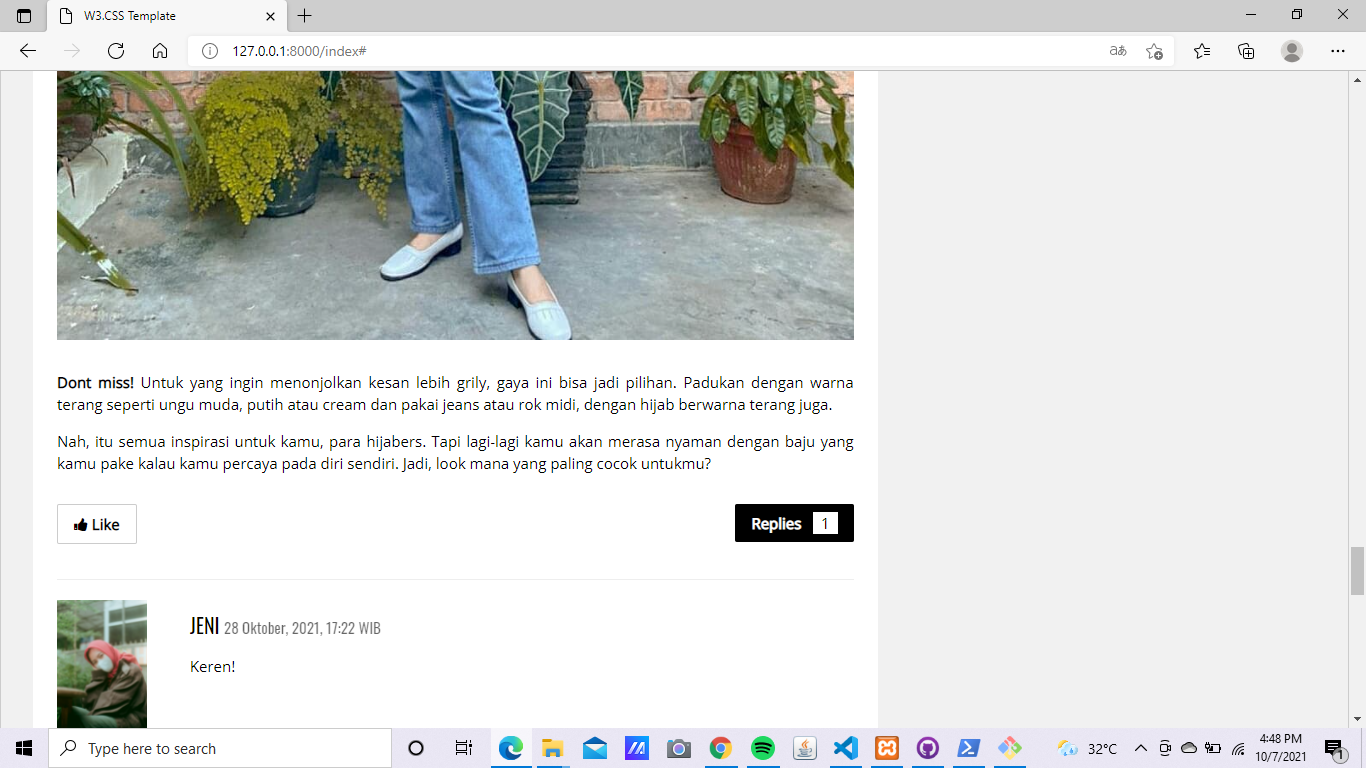 W3.CSS Template
127.0.0.1:8000/index#
aあ
Dont miss! Untuk yang ingin menonjolkan kesan lebih grily, gaya ini bisa jadi pilihan. Padukan dengan warna
terang seperti ungu muda, putih atau cream dan pakai jeans atau rok midi, dengan hijab berwarna terang juga.
Nah, itu semua inspirasi untuk kamu, para hijabers. Tapi lagi-lagi kamu akan merasa nyaman dengan baju yang
kamu pake kalau kamu percaya pada diri sendiri. Jadi, look mana yang paling cocok untukmu?
Like
Replies 1
JENI 28 Oktober, 2021, 17:22 WIB
Keren!
Type here to search
32°C
4:48 PM
10/7/2021
1